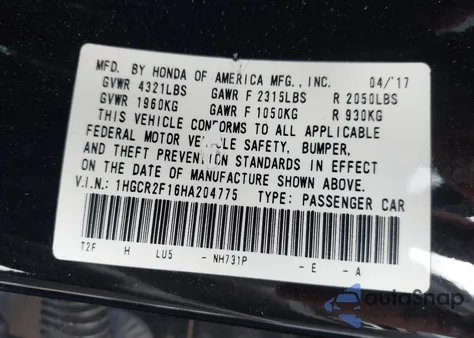 MFD. BY HONDA OF AMERICA MFG., INC. 04/'17
GVWR 4321LBS GAWR F 2315LBS R 2050LBS
GVWR 1960KG GAWR F 1050KG R 930KG
THIS VEHICLE CONFORMS TO ALL APPLICABLE
FEDERAL MOTOR VEHICLE SAFETY, BUMPER,
AND THEFT PREVENTION STANDARDS IN EFFECT
ON THE DATE OF MANUFACTURE SHOWN ABOVE.
V.I.N.: 1HGCR2F16HA204775 TYPE: PASSENGER CAR
T2F H LU5 - NH731P - E - A
autoSnap